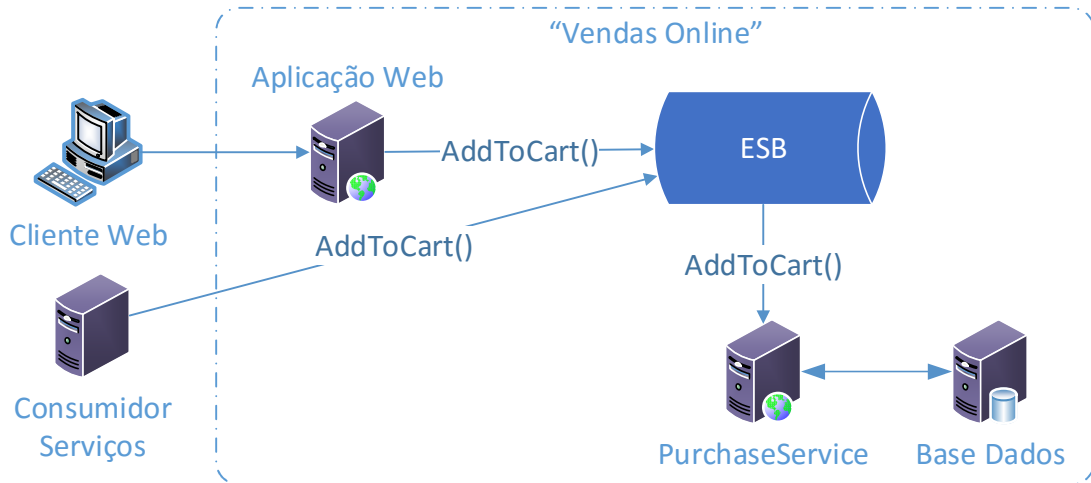 “Vendas Online”
Aplicação Web
AddToCart()
ESB
Cliente Web
AddToCart()
AddToCart()
Consumidor
Serviços
PurchaseService
Base Dados